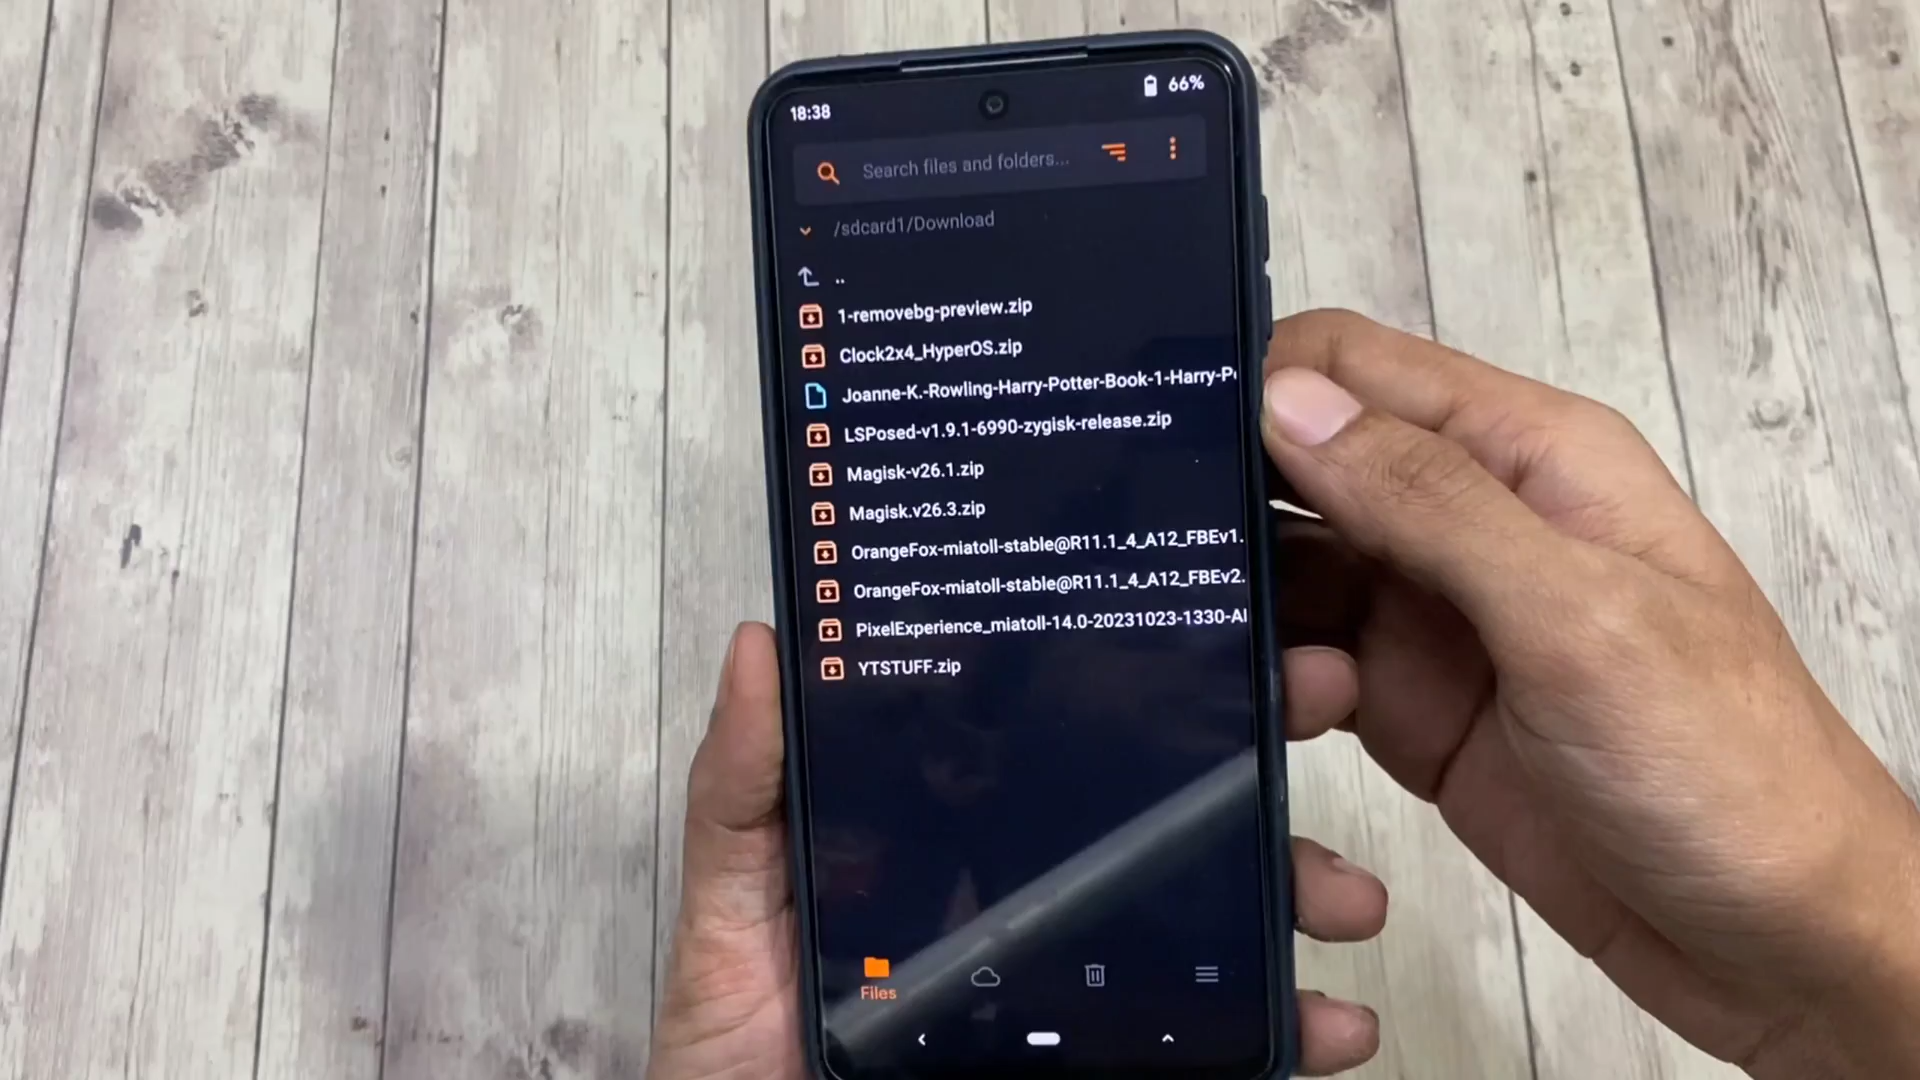 18:38
66%
Search files and folders...
/sdcard1/Download
..
1-removebg-preview.zip
Clock2x4_HyperOS.zip
Joanne-K.-Rowling-Harry-Potter-Book-1-Harry-P
LSPosed-v1.9.1-6990-zygisk-release.zip
Magisk-v26.1.zip
Magisk.v26.3.zip
OrangeFox-miatoll-stable@R11.1_4_A12_FBEv1.
OrangeFox-miatoll-stable@R11.1_4_A12_FBEv2.
PixelExperience_miatoll-14.0-20231023-1330-A
YTSTUFF.zip
Files